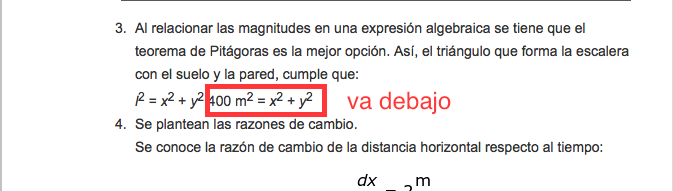 3. Al relacionar las magnitudes en una expresión algebraica se tiene que el
teorema de Pitágoras es la mejor opción. Así, el triángulo que forma la escalera
con el suelo y la pared, cumple que:
l² = x² + y² 400 m² = x² + y² va debajo
4. Se plantean las razones de cambio.
Se conoce la razón de cambio de la distancia horizontal respecto al tiempo:
dx m